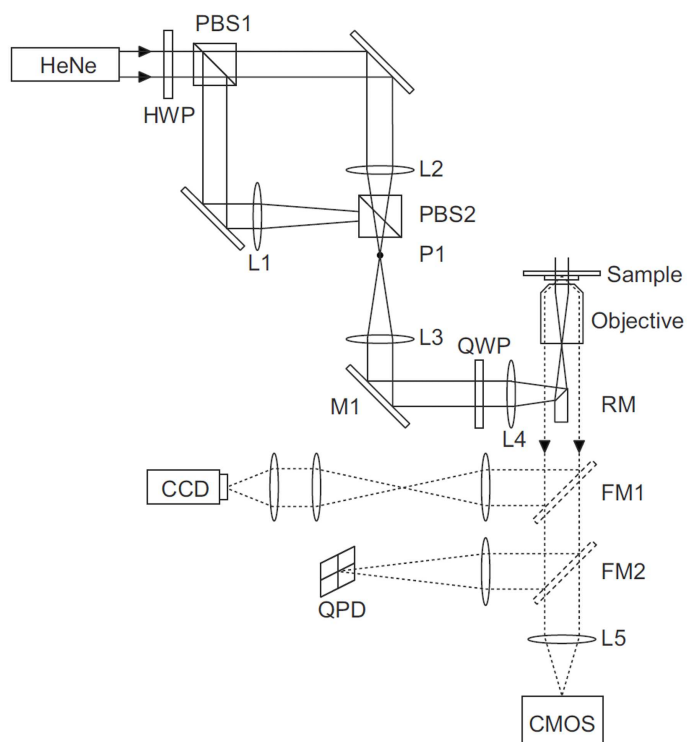 PBS1
HeNe
HWP
L2
PBS2
L1
P1
Sample
Objective
L3
QWP
M1
RM
L4
CCD
FM1
FM2
QPD
L5
CMOS